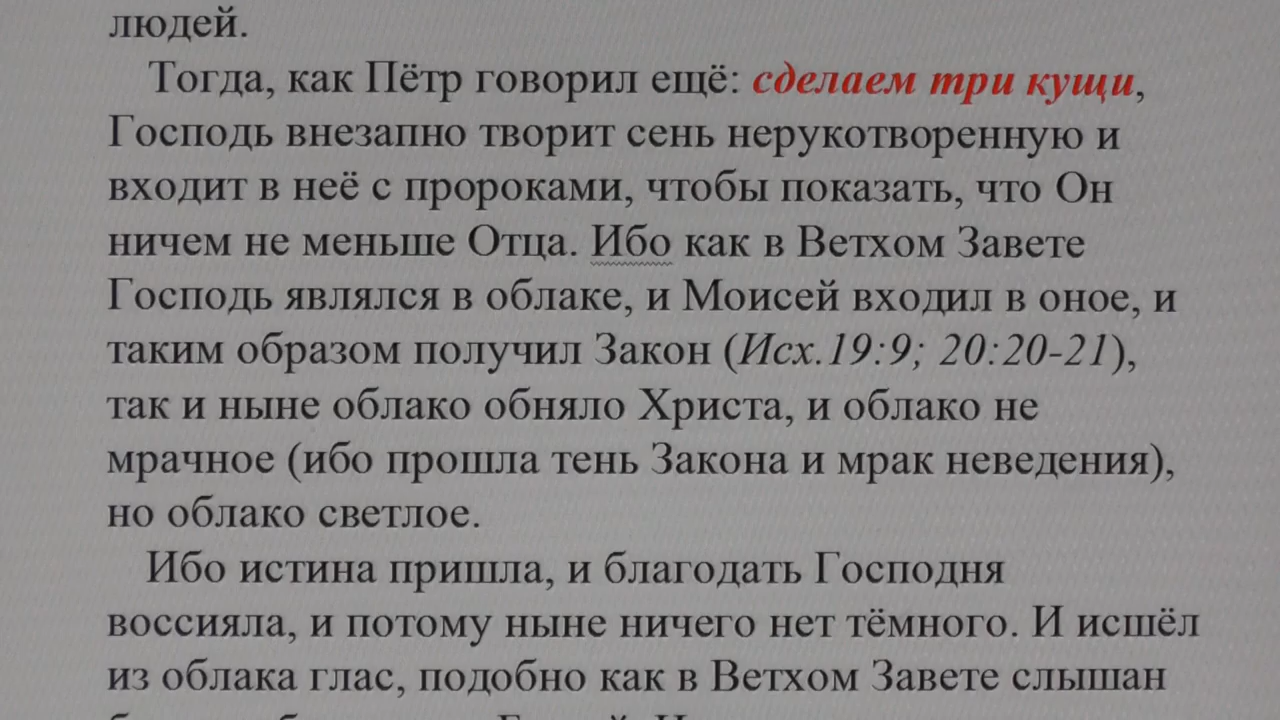 людей.
Тогда, как Пётр говорил ещё: сделаем три кущи,
Господь внезапно творит сень нерукотворенную и
входит в неё с пророками, чтобы показать, что Он
ничем не меньше Отца. Ибо как в Ветхом Завете
Господь являлся в облаке, и Моисей входил в оное, и
таким образом получил Закон (Исх.19:9; 20:20-21),
так и ныне облако обняло Христа, и облако не
мрачное (ибо прошла тень Закона и мрак неведения),
но облако светлое.
Ибо истина пришла, и благодать Господня
воссияла, и потому ныне ничего нет тёмного. И исшёл
из облака глас, подобно как в Ветхом Завете слышан